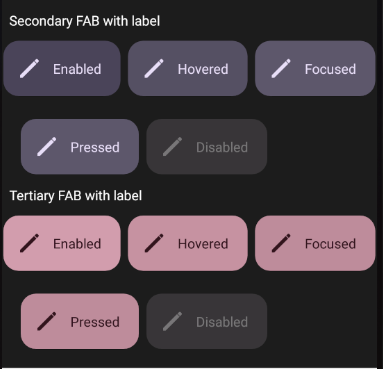 Secondary FAB with label
Enabled Hovered Focused
Pressed Disabled
Tertiary FAB with label
Enabled Hovered Focused
Pressed Disabled